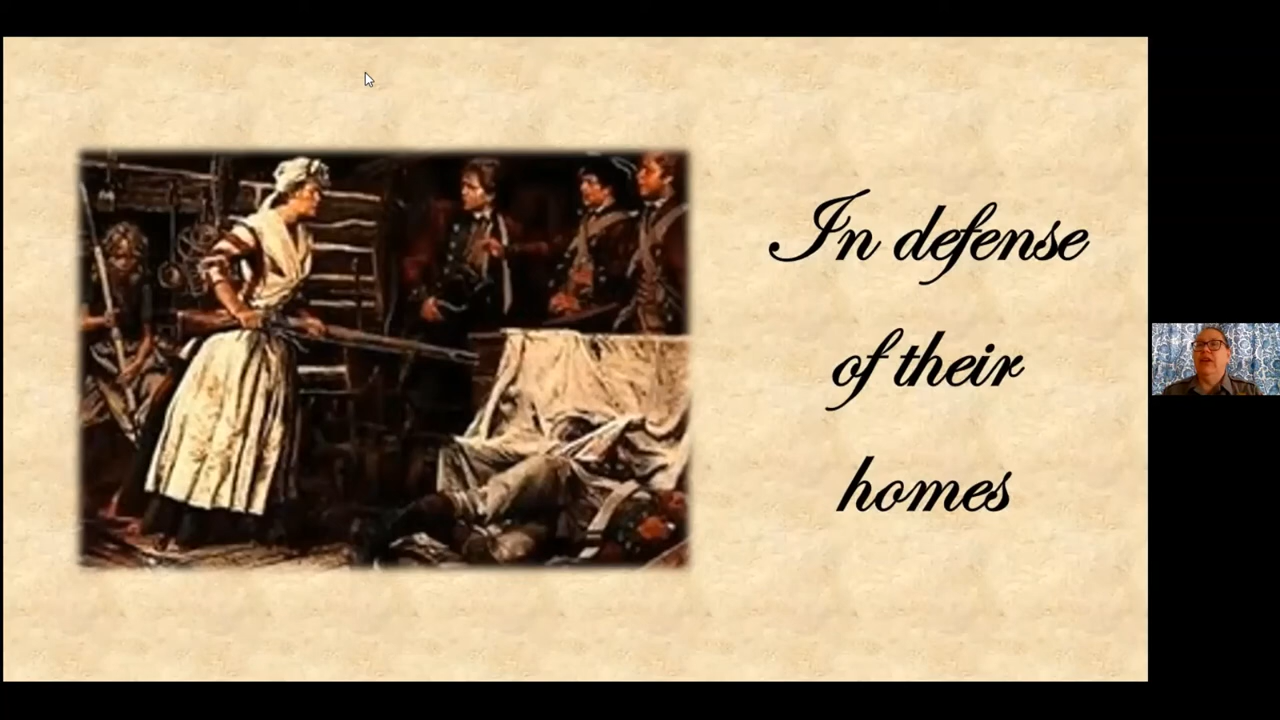 In defense
of their
homes